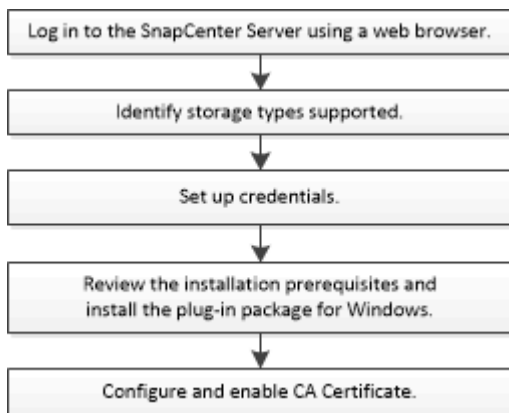 Log in to the SnapCenter Server using a web browser.
Identify storage types supported.
Set up credentials.
Review the installation prerequisites and
install the plug-in package for Windows.
Configure and enable CA Certificate.